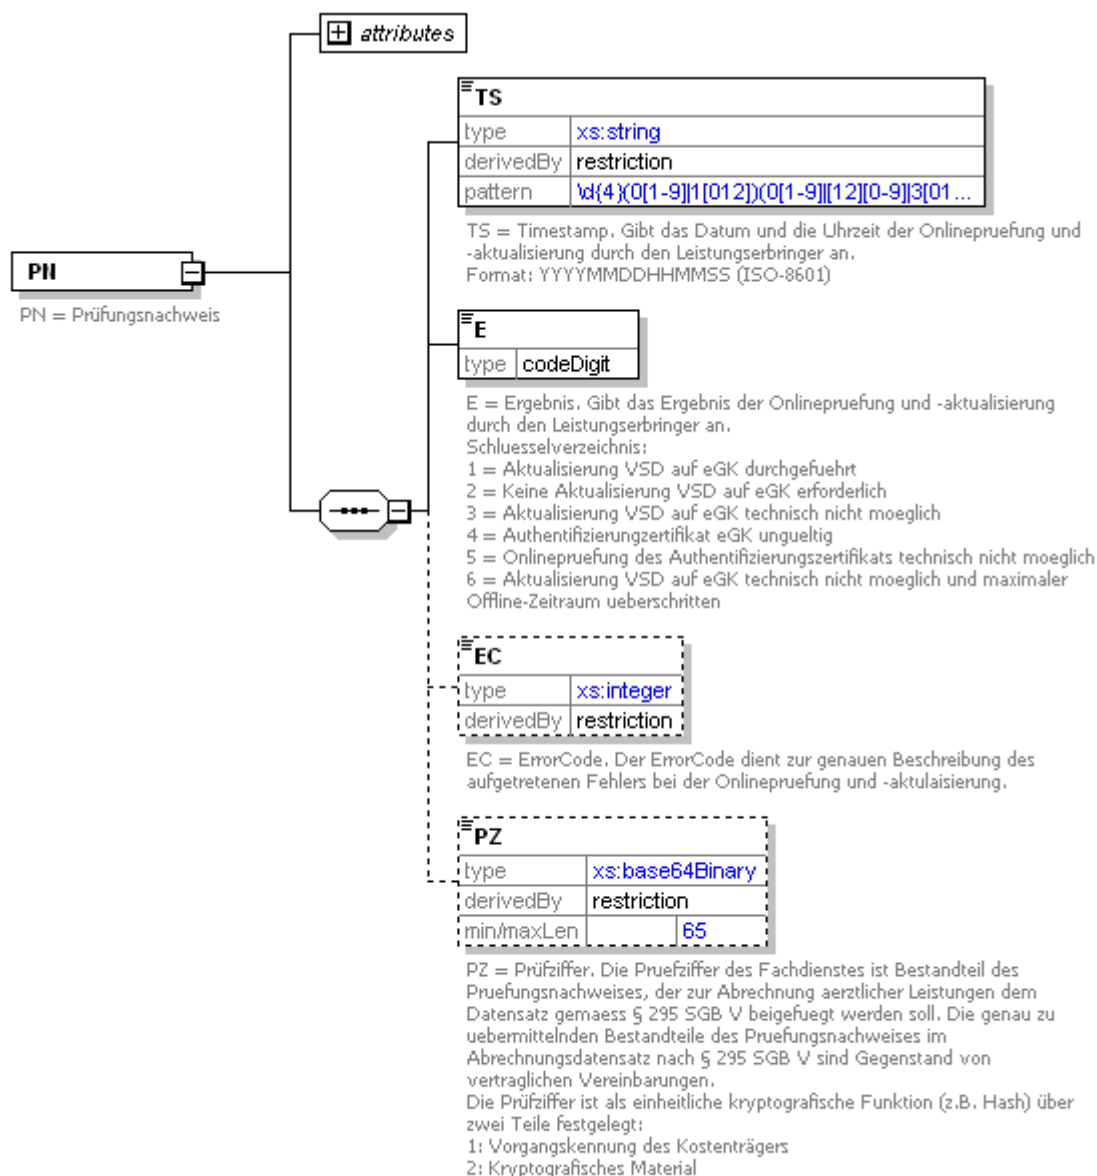 attributes
TS
type xs:string
derivedBy restriction
pattern \d{4}(0[1-9]|1[012])(0[1-9]|[12][0-9]|3[01...
TS = Timestamp. Gibt das Datum und die Uhrzeit der Onlinepruefung und
-aktualisierung durch den Leistungserbringer an.
Format: YYYYMMDDHHMMSS (ISO-8601)
PN
PN = Prüfungsnachweis
E
type codeDigit
E = Ergebnis. Gibt das Ergebnis der Onlinepruefung und -aktualisierung
durch den Leistungserbringer an.
Schluesselverzeichnis:
1 = Aktualisierung VSD auf eGK durchgefuehrt
2 = Keine Aktualisierung VSD auf eGK erforderlich
3 = Aktualisierung VSD auf eGK technisch nicht moeglich
4 = Authentifizierungzertifikat eGK ungueltig
5 = Onlinepruefung des Authentifizierungszertifikats technisch nicht moeglich
6 = Aktualisierung VSD auf eGK technisch nicht moeglich und maximaler
Offline-Zeitraum ueberschritten
EC
type xs:integer
derivedBy restriction
EC = ErrorCode. Der ErrorCode dient zur genauen Beschreibung des
aufgetretenen Fehlers bei der Onlinepruefung und -aktulaisierung.
PZ
type xs:base64Binary
derivedBy restriction
min/maxLen 65
PZ = Prüfziffer. Die Pruefziffer des Fachdienstes ist Bestandteil des
Pruefungsnachweises, der zur Abrechnung aerztlicher Leistungen dem
Datensatz gemaess § 295 SGB V beigefuegt werden soll. Die genau zu
uebermittelnden Bestandteile des Pruefungsnachweises im
Abrechnungsdatensatz nach § 295 SGB V sind Gegenstand von
vertraglichen Vereinbarungen.
Die Prüfziffer ist als einheitliche kryptografische Funktion (z.B. Hash) über
zwei Teile festgelegt:
1: Vorgangskennung des Kostenträgers
2: Kryptografisches Material